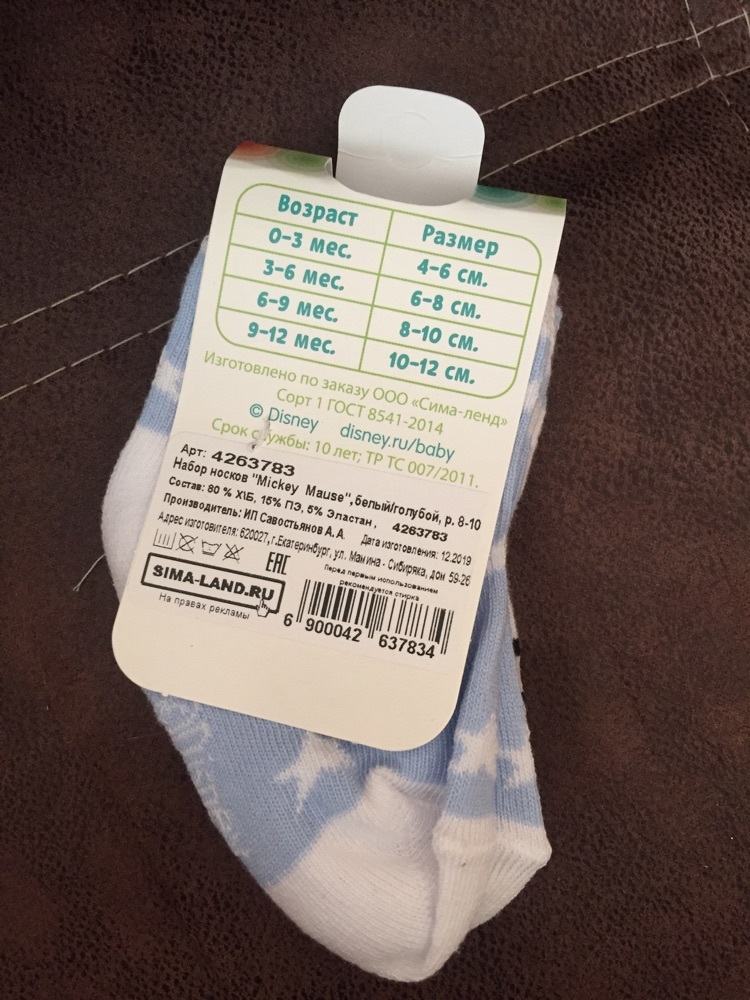 Возраст Размер
0-3 мес. 4-6 см.
3-6 мес. 6-8 см.
6-9 мес. 8-10 см.
9-12 мес. 10-12 см.
Изготовлено по заказу ООО «Сима-ленд»
Сорт 1 ГОСТ 8541-2014
© Disney disney.ru/baby
Срок службы: 10 лет; ТР ТС 007/2011.
Арт: 4263783
Набор носков "Mickey Mause",белый/голубой, р. 8-10
Состав: 80 % Х\Б, 15% ПЭ, 5% Эластан, 4263783
Производитель: ИП Савостьянов А.А. Дата изготовления: 12.2019
Адрес изготовителя: 620027, г.Екатеринбург, ул. Мамина - Сибиряка, дом 59-26
Перед первым использованием
рекомендуется стирка
EAC
SIMA-LAND.RU
На правах рекламы
6 900042 637834
Disney